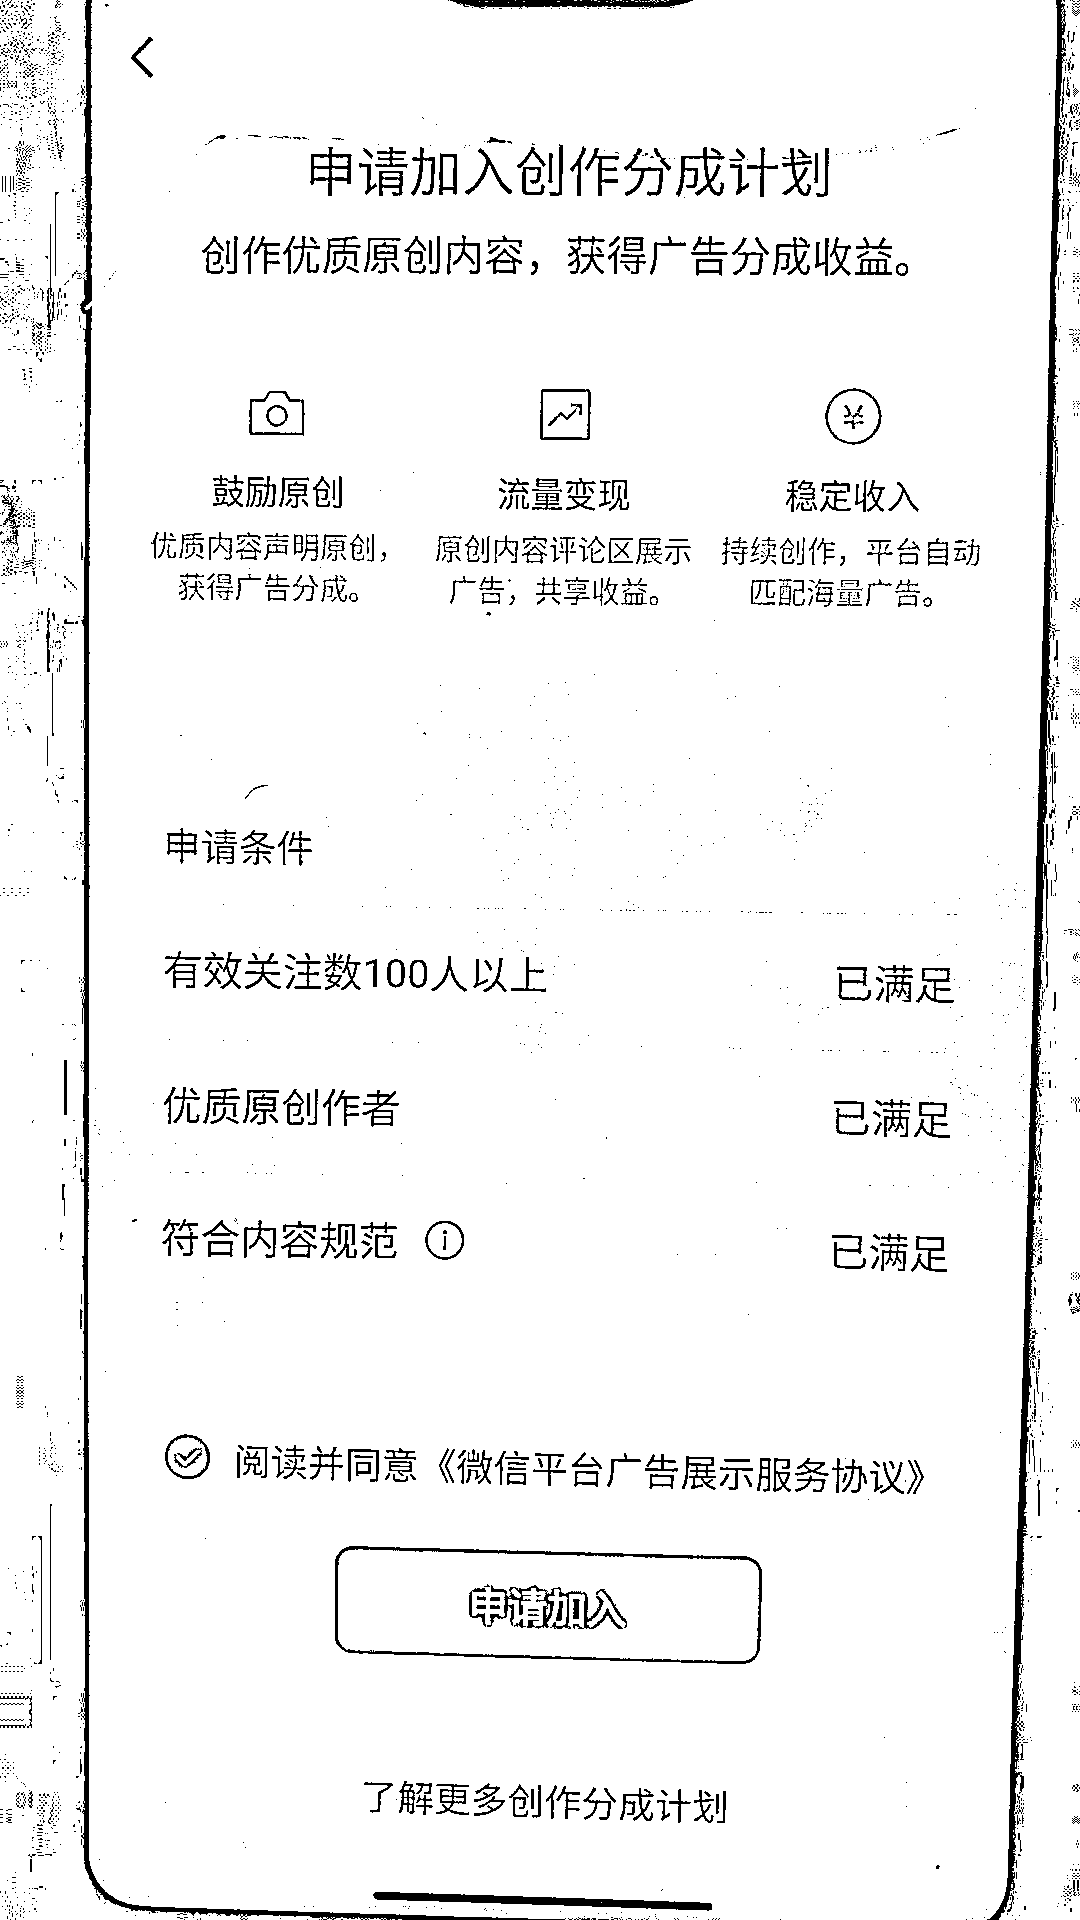 申请加入创作分成计划
创作优质原创内容，获得广告分成收益。
鼓励原创
优质内容声明原创，
获得广告分成。
流量变现
原创内容评论区展示
广告，共享收益。
稳定收入
持续创作，平台自动
匹配海量广告。
申请条件
有效关注数100人以上 已满足
优质原创作者 已满足
符合内容规范 已满足
阅读并同意《微信平台广告展示服务协议》
申请加入
了解更多创作分成计划